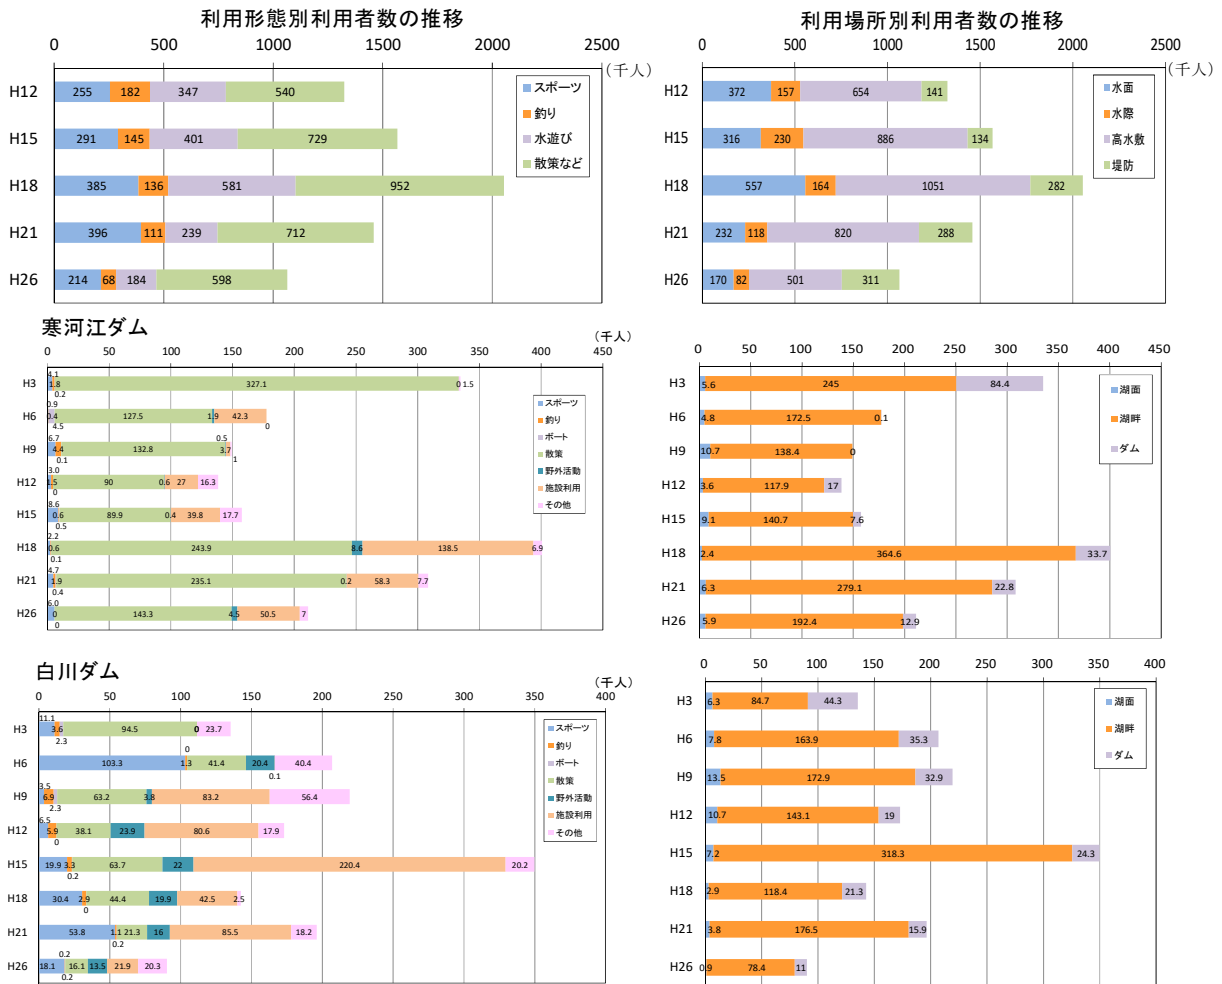 利用形態別利用者数の推移
0 500 1000 1500 2000 2500
(千人)
H12 255 182 347 540
H15 291 145 401 729
H18 385 136 581 952
H21 396 111 239 712
H26 214 68 184 598
スポーツ
釣り
水遊び
散策など
利用場所別利用者数の推移
0 500 1000 1500 2000 2500
(千人)
H12 372 157 654 141
H15 316 230 886 134
H18 557 164 1051 282
H21 232 118 820 288
H26 170 82 501 311
水面
水際
高水敷
堤防
寒河江ダム
(千人)
0 50 100 150 200 250 300 350 400 450
H3 4.1 1.8 0.2 327.1 0 1.5
H6 0.9 0.4 4.5 127.5 1.9 42.3 0
H9 6.7 4.4 0.1 132.8 0.5 3.7 1
H12 3.0 1.5 0 90 0.6 27 16.3
H15 8.6 0.6 0.5 89.9 0.4 39.8 17.7
H18 2.2 0.6 0.1 243.9 8.6 138.5 6.9
H21 4.7 1.9 0.4 235.1 0.2 58.3 7.7
H26 6.0 0 0 143.3 4.5 50.5 7
スポーツ
釣り
ボート
散策
野外活動
施設利用
その他
0 50 100 150 200 250 300 350 400 450
H3 5.6 245 84.4
H6 4.8 172.5 0.1
H9 10.7 138.4 0
H12 3.6 117.9 17
H15 9.1 140.7 7.6
H18 2.4 364.6 33.7
H21 6.3 279.1 22.8
H26 5.9 192.4 12.9
湖面
湖畔
ダム
白川ダム
(千人)
0 50 100 150 200 250 300 350 400
H3 11.1 3.6 2.3 94.5 0 23.7
H6 103.3 1.3 0 41.4 20.4 0.1 40.4
H9 3.5 6.9 2.3 63.2 3.8 83.2 56.4
H12 6.5 5.9 0 38.1 23.9 80.6 17.9
H15 19.9 3.3 0.2 63.7 22 220.4 20.2
H18 30.4 2.9 0 44.4 19.9 42.5 2.5
H21 53.8 1.1 0.2 21.3 16 85.5 18.2
H26 18.1 0.2 0.2 16.1 13.5 21.9 20.3
スポーツ
釣り
ボート
散策
野外活動
施設利用
その他
0 50 100 150 200 250 300 350 400
H3 6.3 84.7 44.3
H6 7.8 163.9 35.3
H9 13.5 172.9 32.9
H12 10.7 143.1 19
H15 7.2 318.3 24.3
H18 2.9 118.4 21.3
H21 3.8 176.5 15.9
H26 0.9 78.4 11
湖面
湖畔
ダム